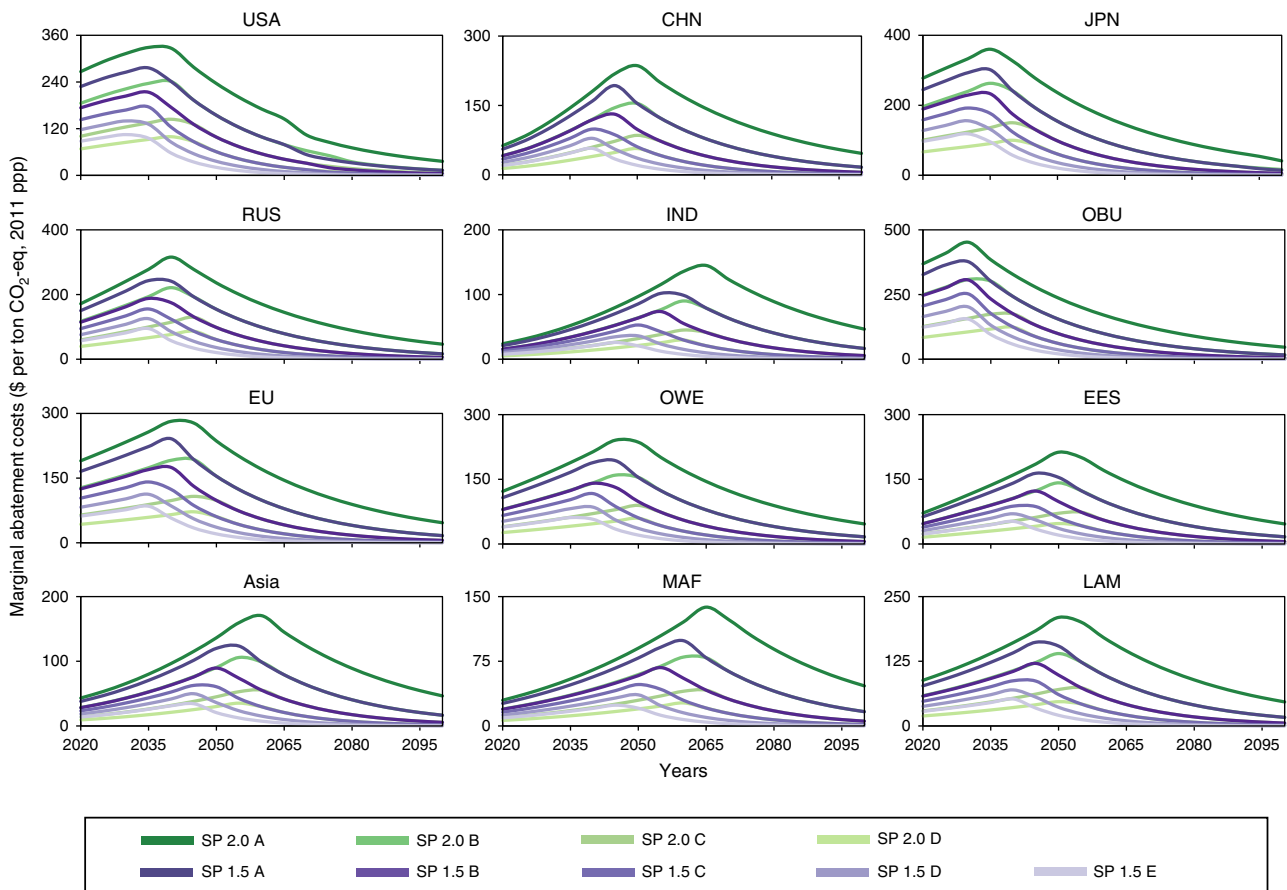 USA
CHN
JPN
360
240
120
0
300
150
0
400
200
0
RUS
IND
OBU
400
200
0
200
100
0
500
250
0
EU
OWE
EES
300
150
0
300
150
0
300
150
0
Asia
MAF
LAM
200
100
0
150
75
0
250
125
0
2020 2035 2050 2065 2080 2095
2020 2035 2050 2065 2080 2095
2020 2035 2050 2065 2080 2095
Marginal abatement costs ($ per ton CO₂-eq, 2011 ppp)
Years
SP 2.0 A SP 2.0 B SP 2.0 C SP 2.0 D
SP 1.5 A SP 1.5 B SP 1.5 C SP 1.5 D SP 1.5 E